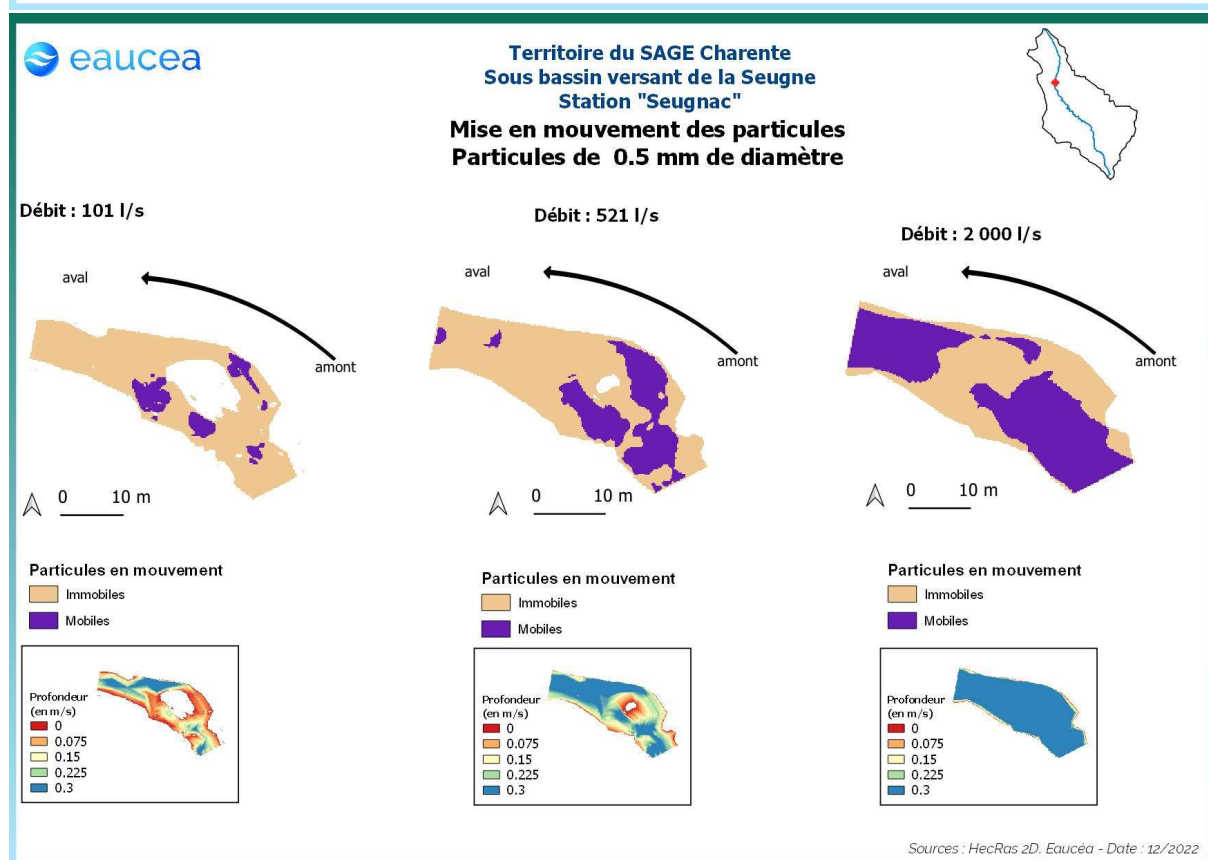 eaucea
Territoire du SAGE Charente
Sous bassin versant de la Seugne
Station "Seugnac"
Mise en mouvement des particules
Particules de 0.5 mm de diamètre
Débit : 101 l/s
aval
amont
0 10 m
Particules en mouvement
Immobiles
Mobiles
Profondeur
(en m/s)
0
0.075
0.15
0.225
0.3
Débit : 521 l/s
aval
amont
0 10 m
Particules en mouvement
Immobiles
Mobiles
Profondeur
(en m/s)
0
0.075
0.15
0.225
0.3
Débit : 2 000 l/s
aval
amont
0 10 m
Particules en mouvement
Immobiles
Mobiles
Profondeur
(en m/s)
0
0.075
0.15
0.225
0.3
Sources : HecRas 2D, Eaucéa - Date : 12/2022